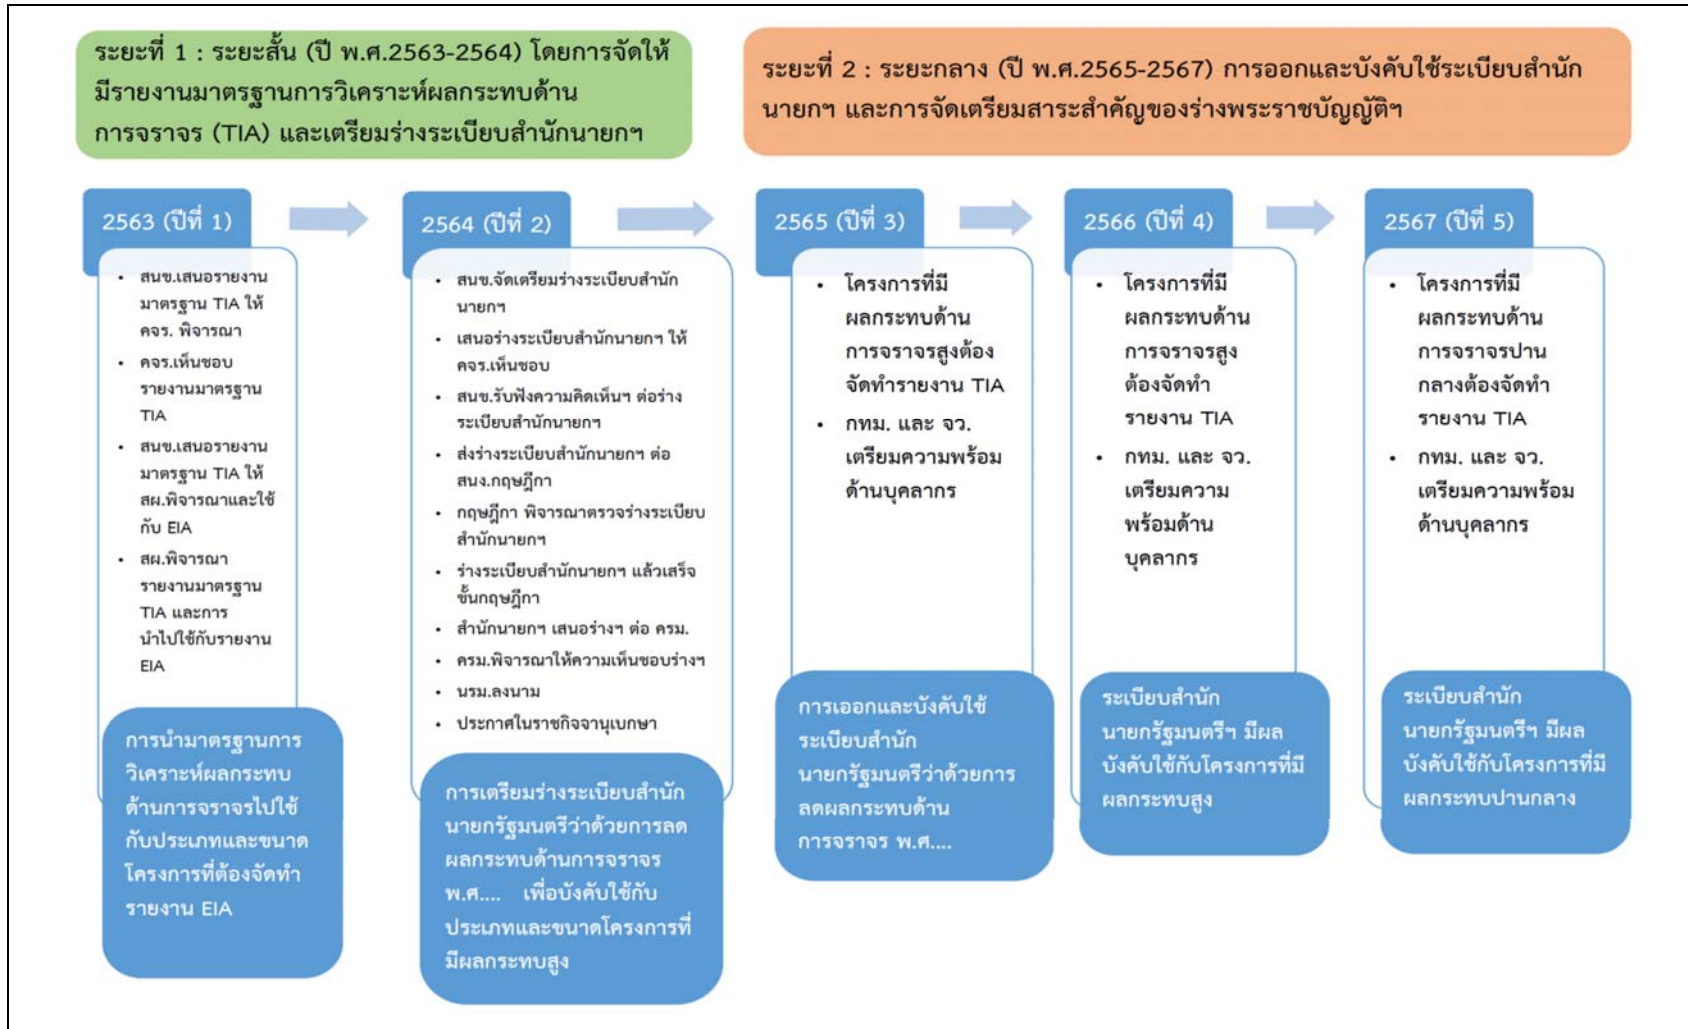 ระยะที่ 1 : ระยะสั้น (ปี พ.ศ.2563-2564) โดยการจัดให้
มีรายงานมาตรฐานการวิเคราะห์ผลกระทบด้าน
การจราจร (TIA) และเตรียมร่างระเบียบสำนักนายกฯ
ระยะที่ 2 : ระยะกลาง (ปี พ.ศ.2565-2567) การออกและบังคับใช้ระเบียบสำนัก
นายกฯ และการจัดเตรียมสาระสำคัญของร่างพระราชบัญญัติฯ
2563 (ปีที่ 1)
• สนข.เสนอรายงาน
มาตรฐาน TIA ให้
คจร. พิจารณา
• คจร.เห็นชอบ
รายงานมาตรฐาน
TIA
• สนข.เสนอรายงาน
มาตรฐาน TIA ให้
สผ.พิจารณาและใช้
กับ EIA
• สผ.พิจารณา
รายงานมาตรฐาน
TIA และการ
นำไปใช้กับรายงาน
EIA
การนำมาตรฐานการ
วิเคราะห์ผลกระทบ
ด้านการจราจรไปใช้
กับประเภทและขนาด
โครงการที่ต้องจัดทำ
รายงาน EIA
2564 (ปีที่ 2)
• สนข.จัดเตรียมร่างระเบียบสำนัก
นายกฯ
• เสนอร่างระเบียบสำนักนายกฯ ให้
คจร.เห็นชอบ
• สนข.รับฟังความคิดเห็นฯ ต่อร่าง
ระเบียบสำนักนายกฯ
• ส่งร่างระเบียบสำนักนายกฯ ต่อ
สนง.กฤษฎีกา
• กฤษฎีกา พิจารณาตรวจร่างระเบียบ
สำนักนายกฯ
• ร่างระเบียบสำนักนายกฯ แล้วเสร็จ
ขั้นกฤษฎีกา
• สำนักนายกฯ เสนอร่างฯ ต่อ ครม.
• ครม.พิจารณาให้ความเห็นชอบร่างฯ
• นรม.ลงนาม
• ประกาศในราชกิจจานุเบกษา
การเตรียมร่างระเบียบสำนัก
นายกรัฐมนตรีว่าด้วยการลด
ผลกระทบด้านการจราจร
พ.ศ.... เพื่อบังคับใช้กับ
ประเภทและขนาดโครงการที่
มีผลกระทบสูง
2565 (ปีที่ 3)
• โครงการที่มี
ผลกระทบด้าน
การจราจรสูงต้อง
จัดทำรายงาน TIA
• กทม. และ จว.
เตรียมความพร้อม
ด้านบุคลากร
การเออกและบังคับใช้
ระเบียบสำนัก
นายกรัฐมนตรีว่าด้วยการ
ลดผลกระทบด้าน
การจราจร พ.ศ....
2566 (ปีที่ 4)
• โครงการที่มี
ผลกระทบด้าน
การจราจรสูง
ต้องจัดทำ
รายงาน TIA
• กทม. และ จว.
เตรียมความ
พร้อมด้าน
บุคลากร
ระเบียบสำนัก
นายกรัฐมนตรีฯ มีผล
บังคับใช้กับโครงการที่มี
ผลกระทบสูง
2567 (ปีที่ 5)
• โครงการที่มี
ผลกระทบด้าน
การจราจรปาน
กลางต้องจัดทำ
รายงาน TIA
• กทม. และ จว.
เตรียมความพร้อม
ด้านบุคลากร
ระเบียบสำนัก
นายกรัฐมนตรีฯ มีผล
บังคับใช้กับโครงการที่มี
ผลกระทบปานกลาง